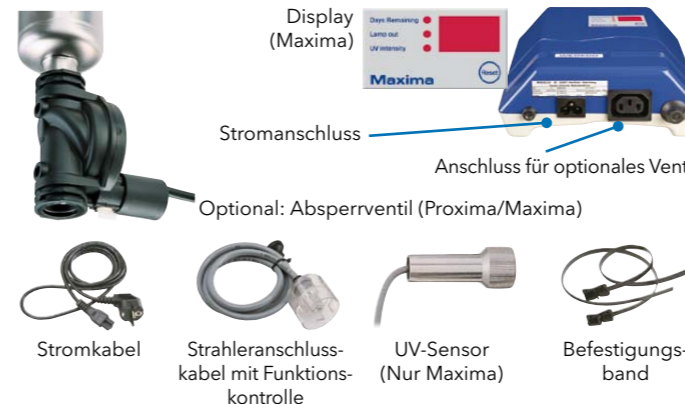 Display
(Maxima)
Days Remaining
Lamp out
UV intensity
Maxima
Reset
Stromanschluss
Anschluss für optionales Vent
Optional: Absperrventil (Proxima/Maxima)
Stromkabel
Strahleranschluss-
kabel mit Funktions-
kontrolle
UV-Sensor
(Nur Maxima)
Befestigungs-
band